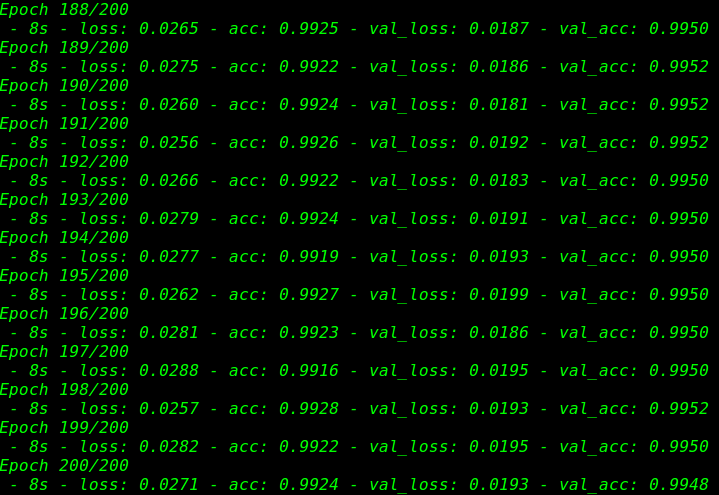 Epoch 188/200
- 8s - loss: 0.0265 - acc: 0.9925 - val_loss: 0.0187 - val_acc: 0.9950
Epoch 189/200
- 8s - loss: 0.0275 - acc: 0.9922 - val_loss: 0.0186 - val_acc: 0.9952
Epoch 190/200
- 8s - loss: 0.0260 - acc: 0.9924 - val_loss: 0.0181 - val_acc: 0.9952
Epoch 191/200
- 8s - loss: 0.0256 - acc: 0.9926 - val_loss: 0.0192 - val_acc: 0.9952
Epoch 192/200
- 8s - loss: 0.0266 - acc: 0.9922 - val_loss: 0.0183 - val_acc: 0.9950
Epoch 193/200
- 8s - loss: 0.0279 - acc: 0.9924 - val_loss: 0.0191 - val_acc: 0.9950
Epoch 194/200
- 8s - loss: 0.0277 - acc: 0.9919 - val_loss: 0.0193 - val_acc: 0.9950
Epoch 195/200
- 8s - loss: 0.0262 - acc: 0.9927 - val_loss: 0.0199 - val_acc: 0.9950
Epoch 196/200
- 8s - loss: 0.0281 - acc: 0.9923 - val_loss: 0.0186 - val_acc: 0.9950
Epoch 197/200
- 8s - loss: 0.0288 - acc: 0.9916 - val_loss: 0.0195 - val_acc: 0.9950
Epoch 198/200
- 8s - loss: 0.0257 - acc: 0.9928 - val_loss: 0.0193 - val_acc: 0.9952
Epoch 199/200
- 8s - loss: 0.0282 - acc: 0.9922 - val_loss: 0.0195 - val_acc: 0.9950
Epoch 200/200
- 8s - loss: 0.0271 - acc: 0.9924 - val_loss: 0.0193 - val_acc: 0.9948